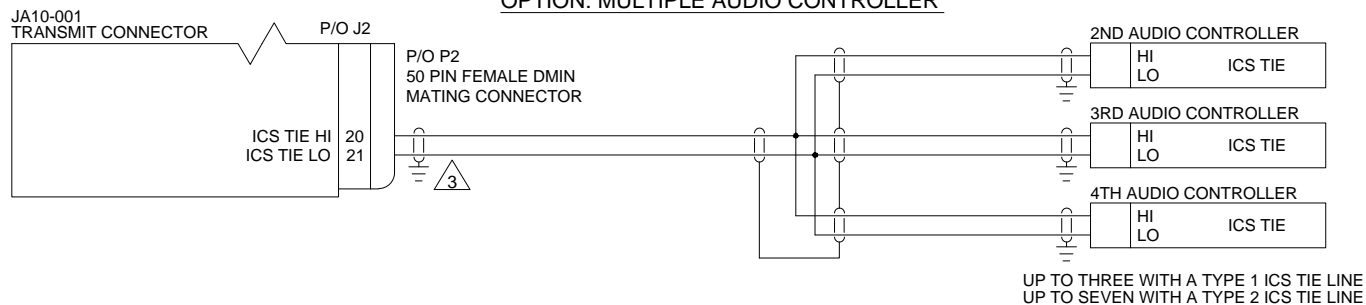 OPTION: MULTIPLE AUDIO CONTROLLER
JA10-001
TRANSMIT CONNECTOR
P/O J2
P/O P2
50 PIN FEMALE DMIN
MATING CONNECTOR
ICS TIE HI 20
ICS TIE LO 21
3
2ND AUDIO CONTROLLER
HI
LO
ICS TIE
3RD AUDIO CONTROLLER
HI
LO
ICS TIE
4TH AUDIO CONTROLLER
HI
LO
ICS TIE
UP TO THREE WITH A TYPE 1 ICS TIE LINE
UP TO SEVEN WITH A TYPE 2 ICS TIE LINE